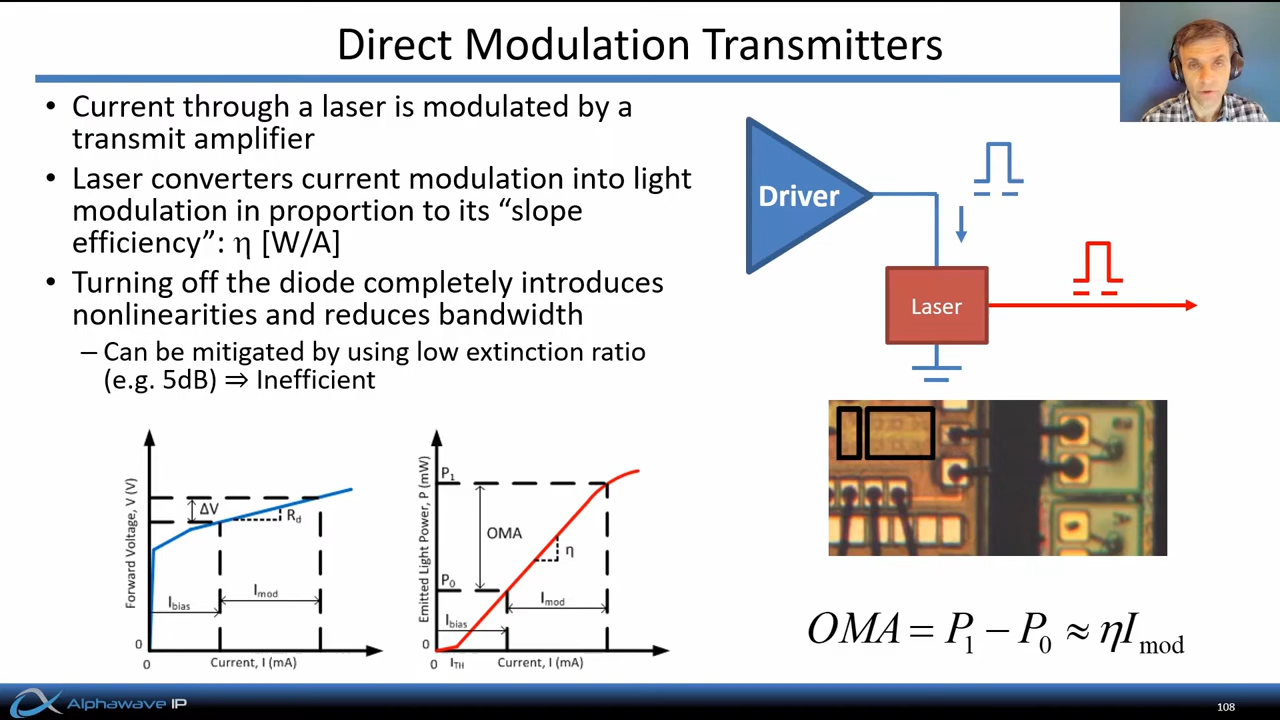 Direct Modulation Transmitters
• Current through a laser is modulated by a
transmit amplifier
• Laser converters current modulation into light
modulation in proportion to its “slope
efficiency”: η [W/A]
• Turning off the diode completely introduces
nonlinearities and reduces bandwidth
– Can be mitigated by using low extinction ratio
(e.g. 5dB) ⇒ Inefficient
Driver
Laser
Forward Voltage, V (V)
ΔV
R_d
I_mod
I_bias
0
0
Current, I (mA)
Emitted Light Power, P (mW)
P_1
OMA
η
P_0
I_mod
I_bias
0
0
I_TH
Current, I (mA)
OMA = P_1 − P_0 ≈ ηI_mod
Alphawave IP
108